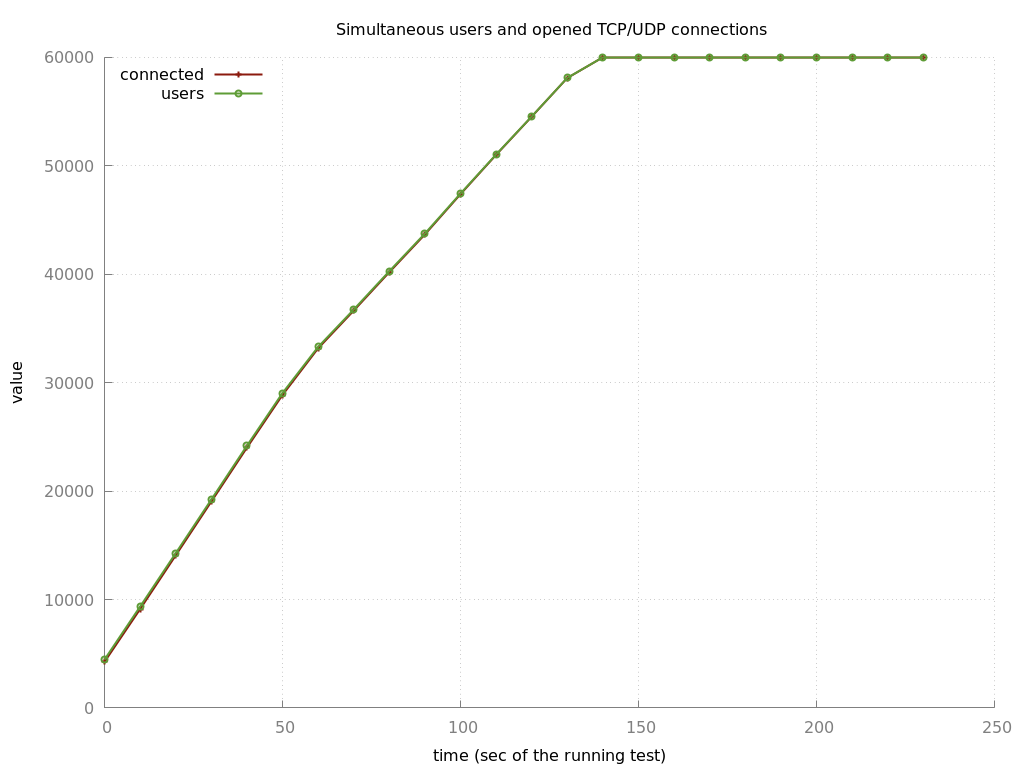 Simultaneous users and opened TCP/UDP connections
60000
connected
users
50000
40000
value
30000
20000
10000
0
0 50 100 150 200 250
time (sec of the running test)